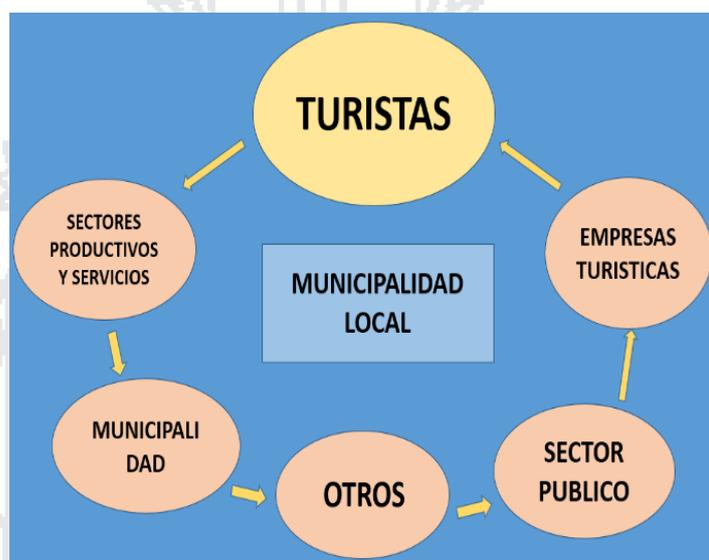 TURISTAS
SECTORES
PRODUCTIVOS
Y SERVICIOS
EMPRESAS
TURISTICAS
MUNICIPALIDAD
LOCAL
MUNICIPALI
DAD
OTROS
SECTOR
PUBLICO